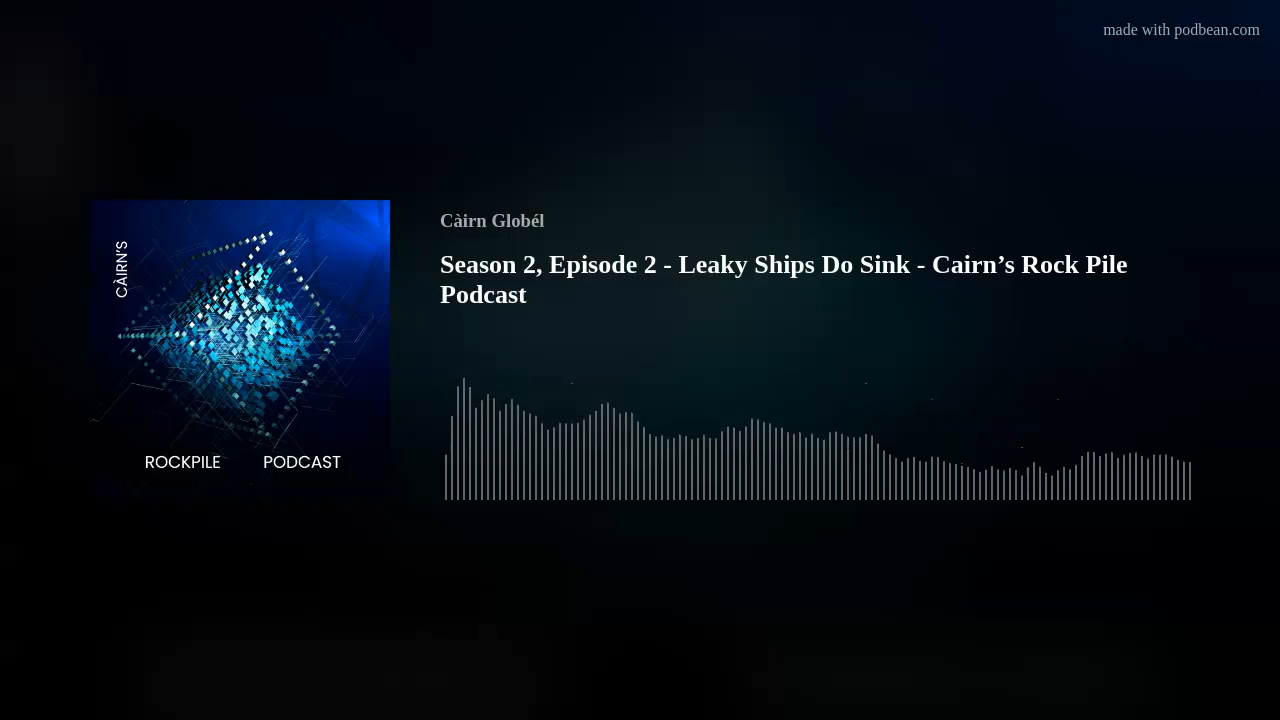 made with podbean.com
CÀIRN'S
ROCKPILE PODCAST
Càirn Globél
Season 2, Episode 2 - Leaky Ships Do Sink - Cairn’s Rock Pile
Podcast